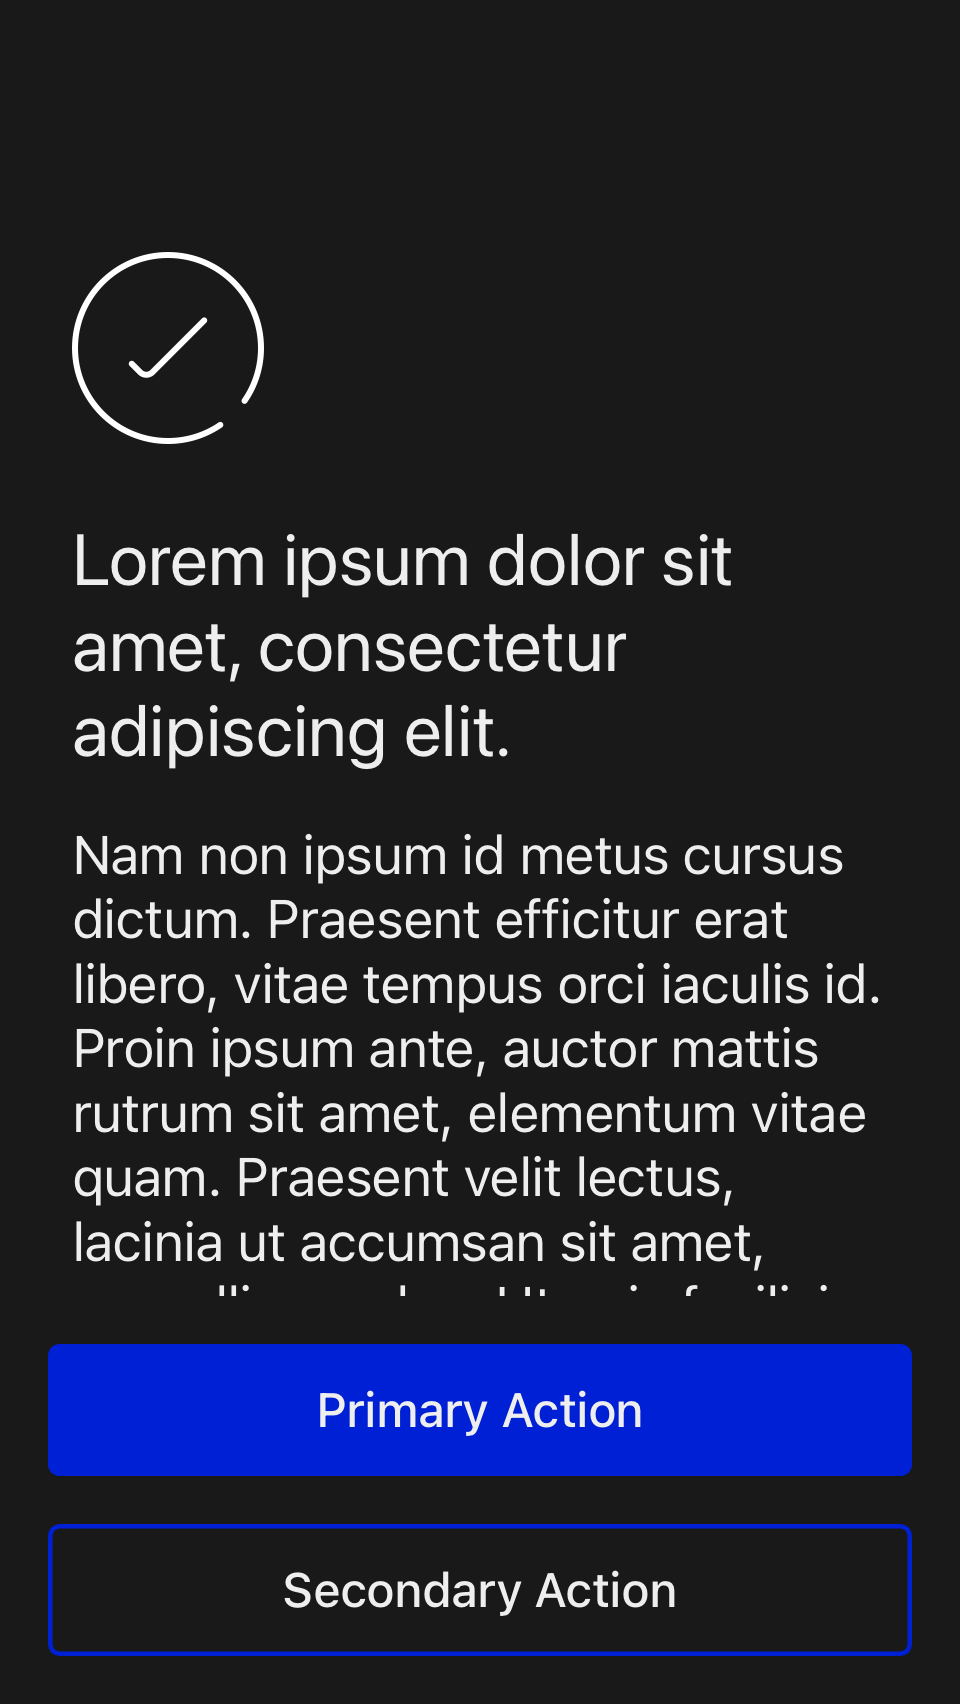 Lorem ipsum dolor sit
amet, consectetur
adipiscing elit.
Nam non ipsum id metus cursus
dictum. Praesent efficitur erat
libero, vitae tempus orci iaculis id.
Proin ipsum ante, auctor mattis
rutrum sit amet, elementum vitae
quam. Praesent velit lectus,
lacinia ut accumsan sit amet,
Primary Action
Secondary Action